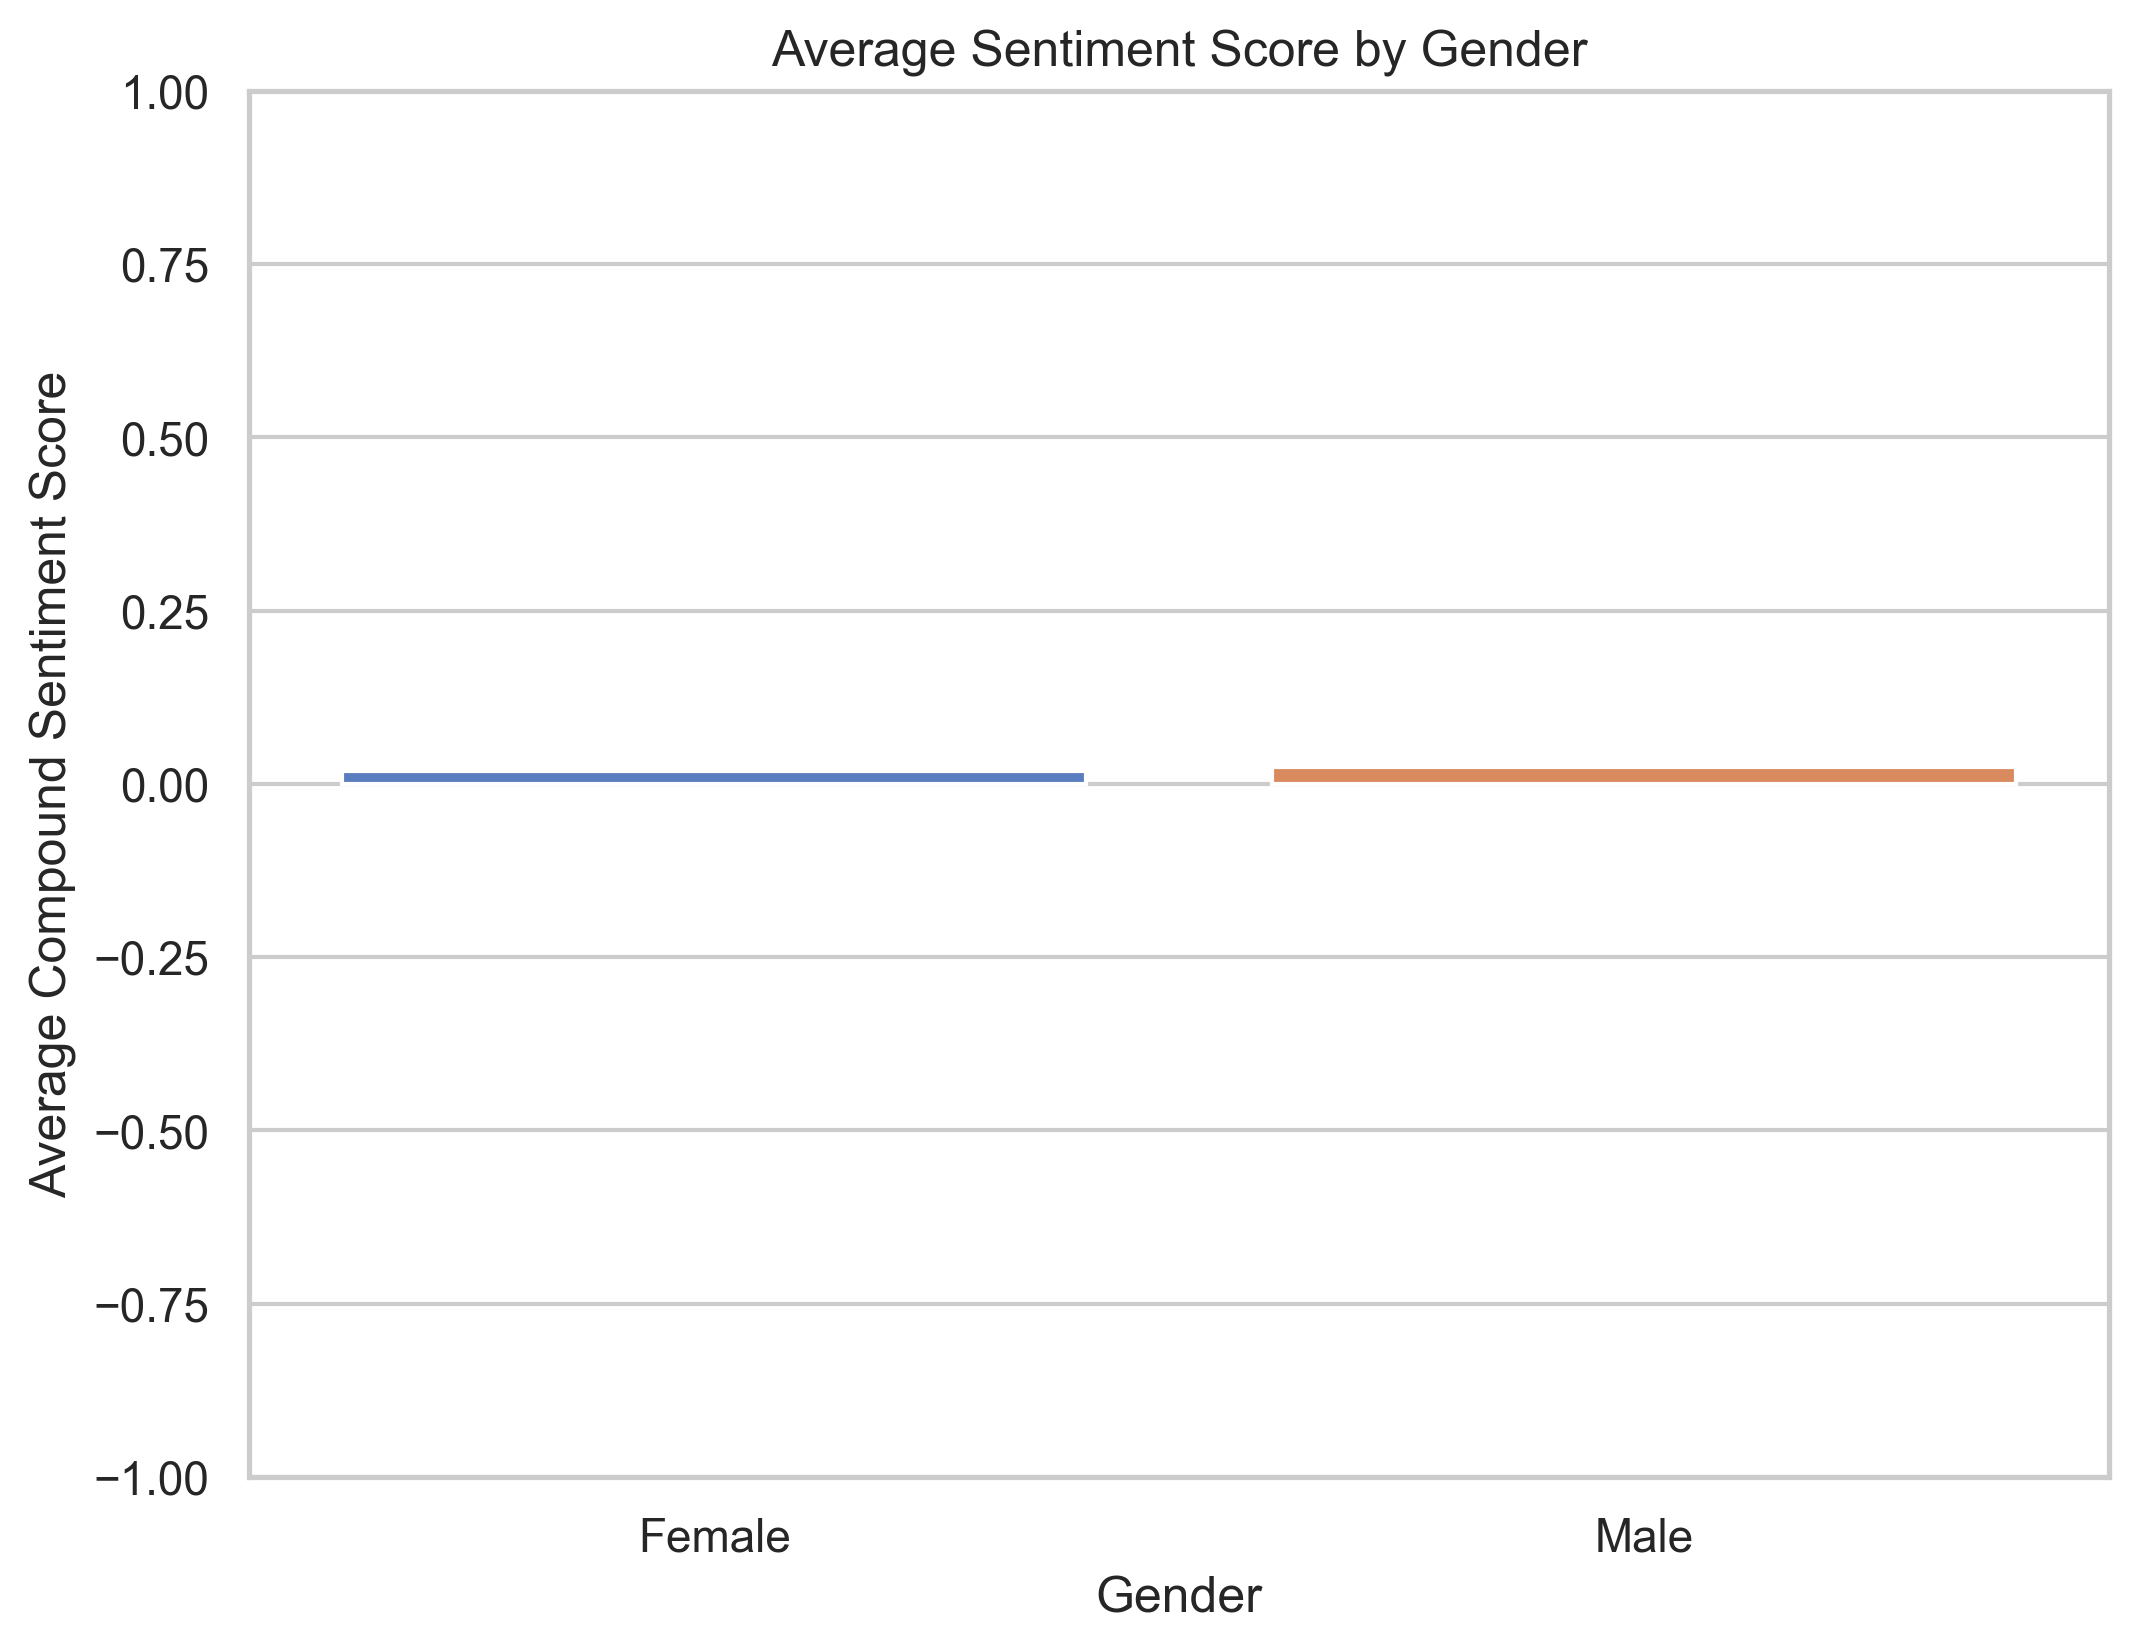 Average Sentiment Score by Gender
1.00
0.75
0.50
0.25
0.00
−0.25
−0.50
−0.75
−1.00
Average Compound Sentiment Score
Female
Male
Gender